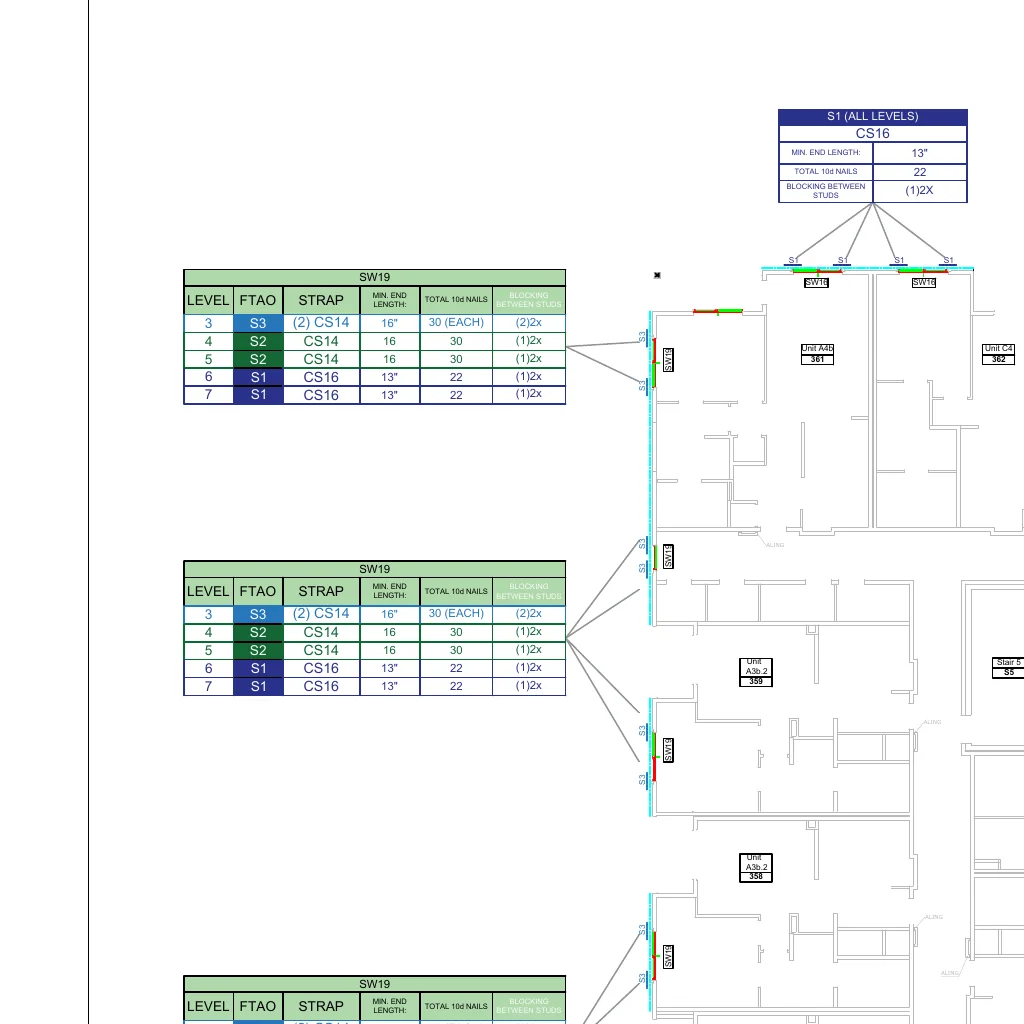 S1 (ALL LEVELS)
CS16
MIN. END LENGTH: 13"
TOTAL 10d NAILS 22
BLOCKING BETWEEN
STUDS
(1)2X
S1 S1 S1 S1
SW16 SW16
SW19
LEVEL FTAO STRAP MIN. END
LENGTH: TOTAL 10d NAILS BLOCKING
BETWEEN STUDS
3 S3 (2) CS14 16" 30 (EACH) (2)2x
4 S2 CS14 16 30 (1)2x
5 S2 CS14 16 30 (1)2x
6 S1 CS16 13" 22 (1)2x
7 S1 CS16 13" 22 (1)2x
S3
SW19
S3
Unit A4b
361
Unit C4
362
S3
SW19
S3
ALING
SW19
LEVEL FTAO STRAP MIN. END
LENGTH: TOTAL 10d NAILS BLOCKING
BETWEEN STUDS
3 S3 (2) CS14 16" 30 (EACH) (2)2x
4 S2 CS14 16 30 (1)2x
5 S2 CS14 16 30 (1)2x
6 S1 CS16 13" 22 (1)2x
7 S1 CS16 13" 22 (1)2x
Unit
A3b.2
359
Stair 5
S5
ALING
S3
SW19
S3
Unit
A3b.2
358
ALING
S3
SW19
S3
ALING
SW19
LEVEL FTAO STRAP MIN. END
LENGTH: TOTAL 10d NAILS BLOCKING
BETWEEN STUDS